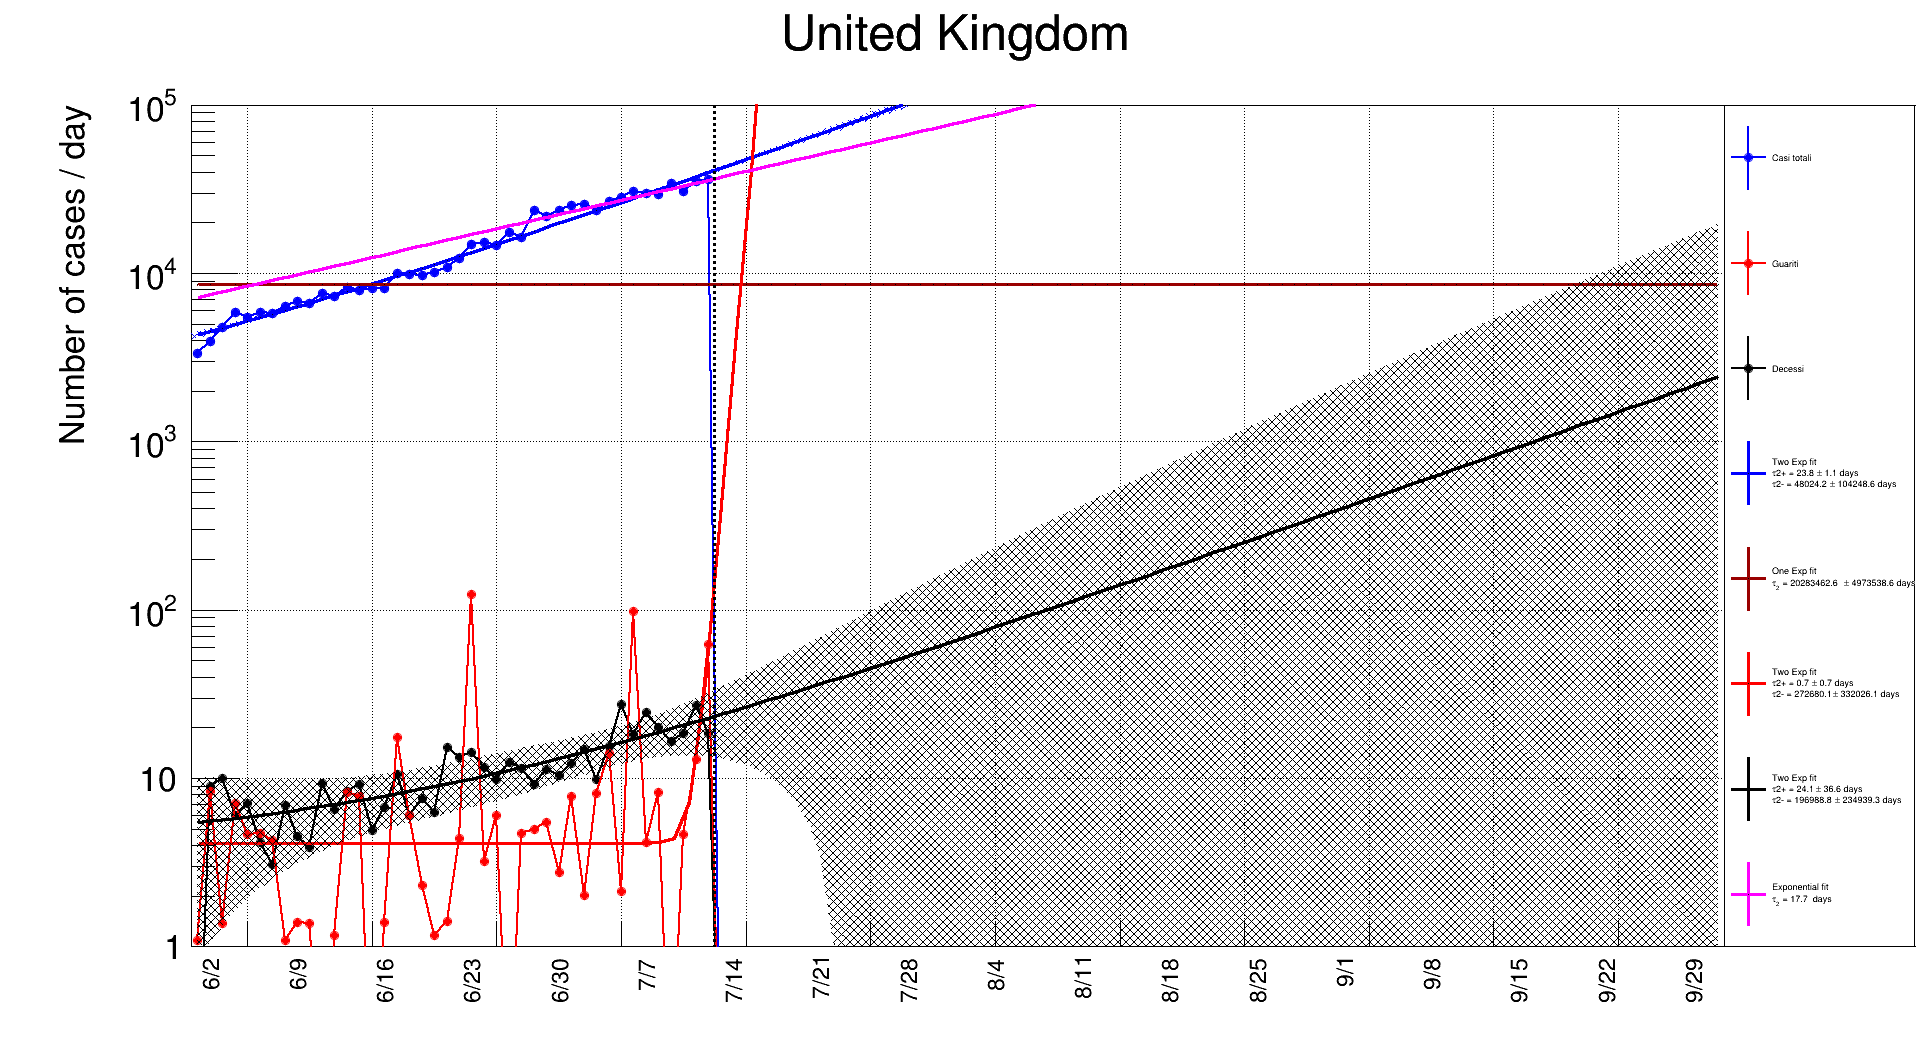 United Kingdom
Number of cases / day
10^5
10^4
10^3
10^2
10
1
6/2
6/9
6/16
6/23
6/30
7/7
7/14
7/21
7/28
8/4
8/11
8/18
8/25
9/1
9/8
9/15
9/22
9/29
Casi totali
Guariti
Decessi
Two Exp fit
τ2+ = 23.8 ± 1.1 days
τ2- = 48024.2 ± 104248.6 days
One Exp fit
τ₂ = 20283462.6 ± 4973538.6 days
Two Exp fit
τ2+ = 0.7 ± 0.7 days
τ2- = 272680.1 ± 332026.1 days
Two Exp fit
τ2+ = 24.1 ± 36.6 days
τ2- = 196988.8 ± 234939.3 days
Exponential fit
τ₂ = 17.7 days